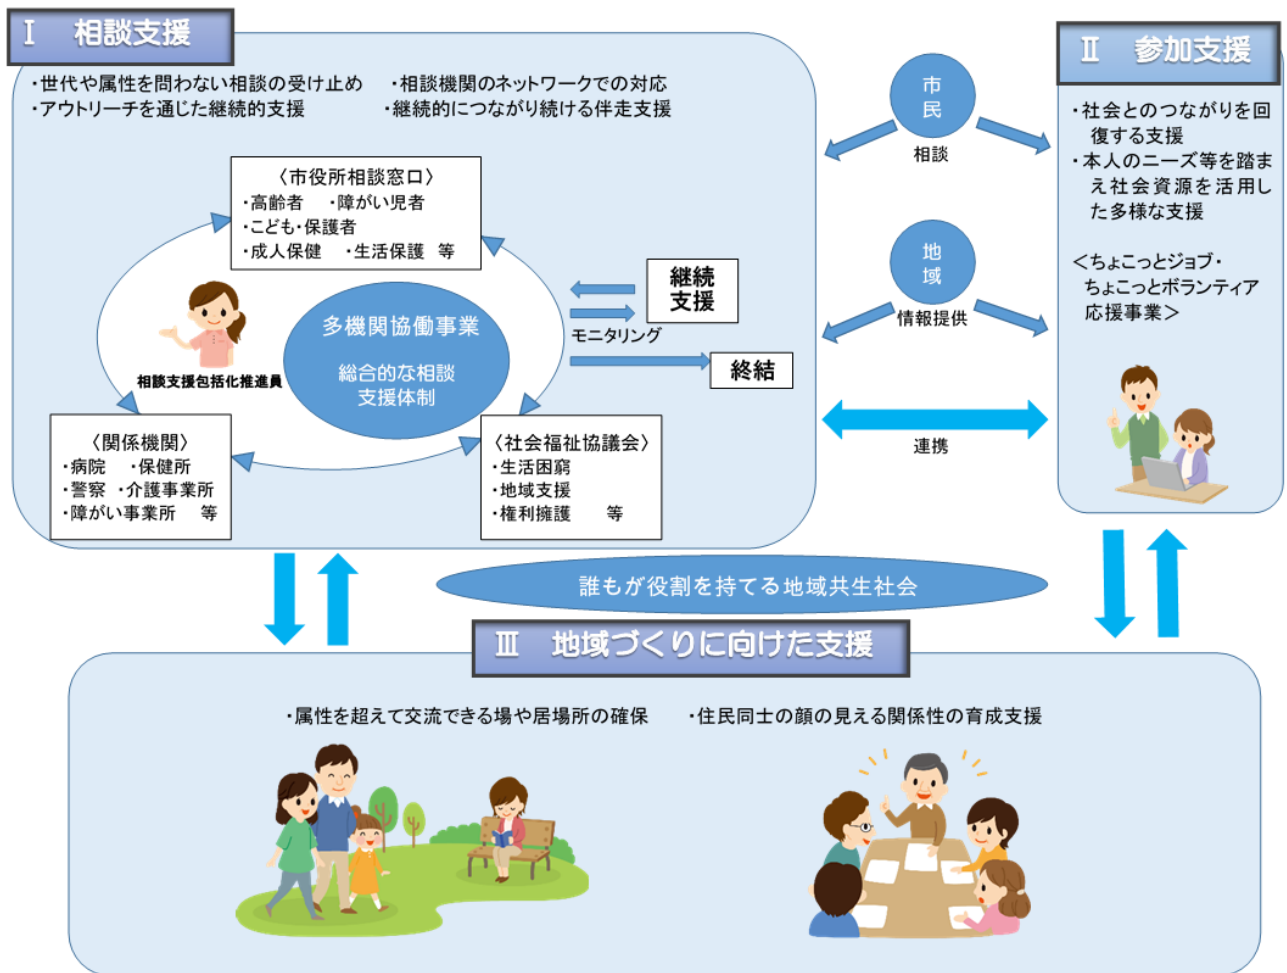 Ⅰ 相談支援
・世代や属性を問わない相談の受け止め ・相談機関のネットワークでの対応
・アウトリーチを通じた継続的支援 ・継続的につながり続ける伴走支援
〈市役所相談窓口〉
・高齢者 ・障がい児者
・こども・保護者
・成人保健 ・生活保護 等
相談支援包括化推進員
多機関協働事業
総合的な相談
支援体制
継続
支援
モニタリング
終結
〈関係機関〉
・病院 ・保健所
・警察 ・介護事業所
・障がい事業所 等
〈社会福祉協議会〉
・生活困窮
・地域支援
・権利擁護 等
市
民
相談
地
域
情報提供
連携
Ⅱ 参加支援
・社会とのつながりを回
復する支援
・本人のニーズ等を踏ま
え社会資源を活用し
た多様な支援
<ちょこっとジョブ・
ちょこっとボランティア
応援事業>
誰もが役割を持てる地域共生社会
Ⅲ 地域づくりに向けた支援
・属性を超えて交流できる場や居場所の確保 ・住民同士の顔の見える関係性の育成支援